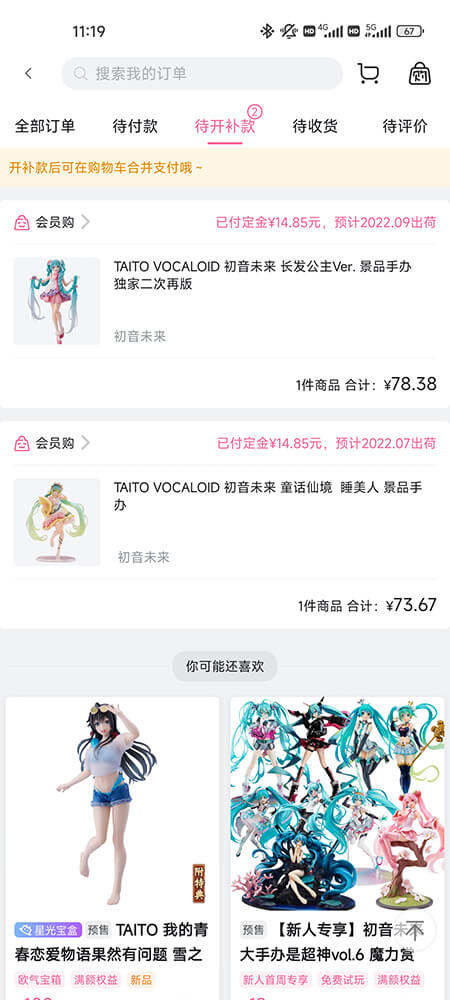 11:19
4G HD 5G HD 67
搜索我的订单
全部订单 待付款 待开补款 2 待收货 待评价
开补款后可在购物车合并支付哦~
会员购 已付定金¥14.85元，预计2022.09出荷
TAITO VOCALOID 初音未来 长发公主Ver. 景品手办
独家二次再版
初音未来
1件商品 合计：¥78.38
会员购 已付定金¥14.85元，预计2022.07出荷
TAITO VOCALOID 初音未来 童话仙境 睡美人 景品手
办
初音未来
1件商品 合计：¥73.67
你可能还喜欢
附特典
星光宝盒 预售 TAITO 我的青
春恋爱物语果然有问题 雪之
欧气宝箱 满额权益 新品
预售 【新人专享】初音未
大手办是超神vol.6 魔力赏
新人首周专享 免费试玩 满额权益